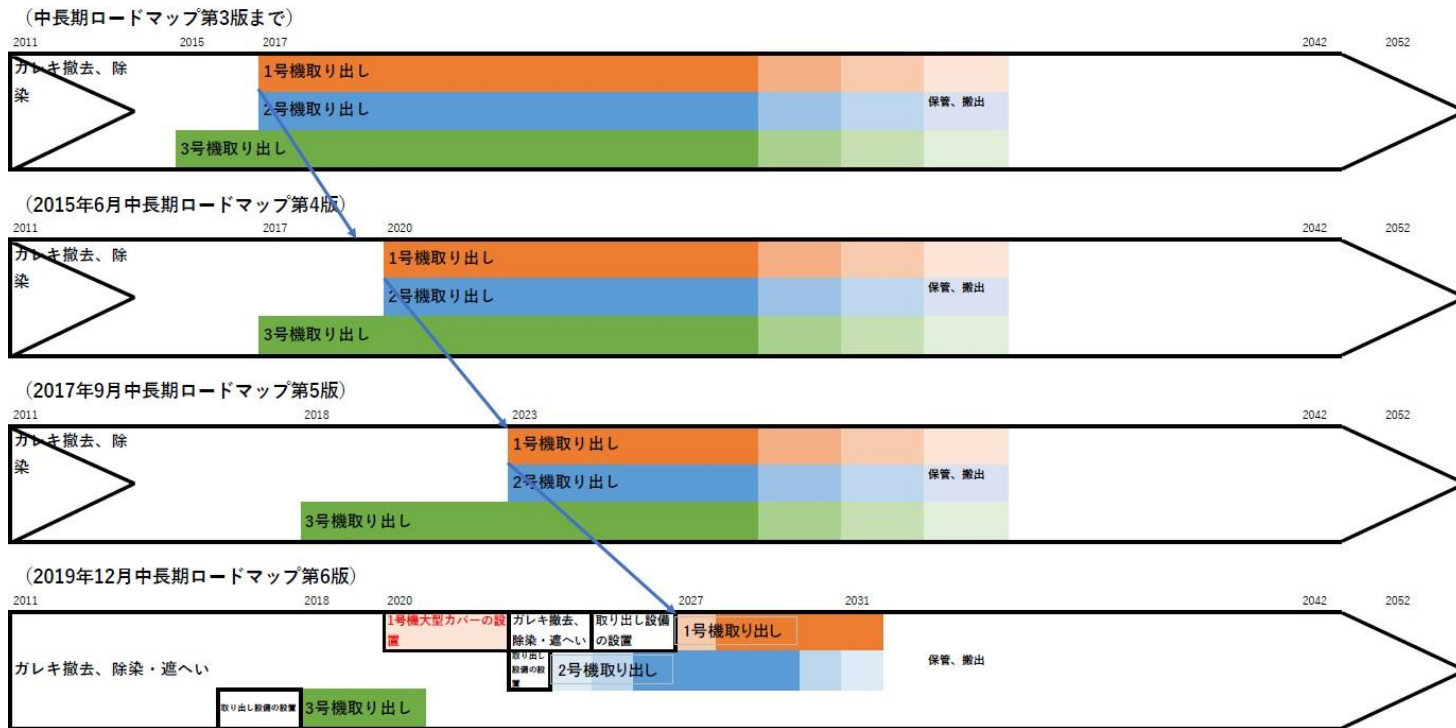 （中長期ロードマップ第3版まで）
2011 2015 2017 2042 2052
ガレキ撤去、除
染
1号機取り出し
2号機取り出し
保管、搬出
3号機取り出し
（2015年6月中長期ロードマップ第4版）
2011 2017 2020 2042 2052
ガレキ撤去、除
染
1号機取り出し
2号機取り出し
保管、搬出
3号機取り出し
（2017年9月中長期ロードマップ第5版）
2011 2018 2023 2042 2052
ガレキ撤去、除
染
1号機取り出し
2号機取り出し
保管、搬出
3号機取り出し
（2019年12月中長期ロードマップ第6版）
2011 2018 2020 2027 2031 2042 2052
1号機大型カバーの設
置
ガレキ撤去、
除染・遮へい
取り出し設備
の設置
1号機取り出し
ガレキ撤去、除染・遮へい
取り出し
設備の設
置
2号機取り出し
保管、搬出
取り出し設備の設置
3号機取り出し